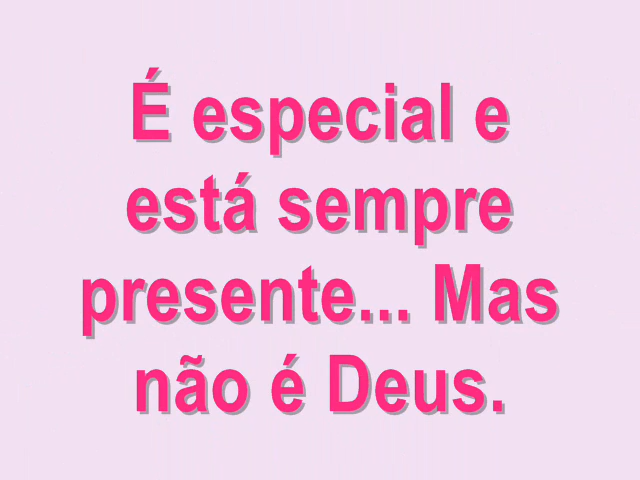 É especial e
está sempre
presente... Mas
não é Deus.